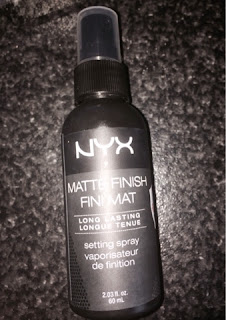 NYX
MATTE FINISH
FINI MAT
LONG LASTING
LONGUE TENUE
setting spray
vaporisateur
de finition
2.03 fl. oz.
60 mL